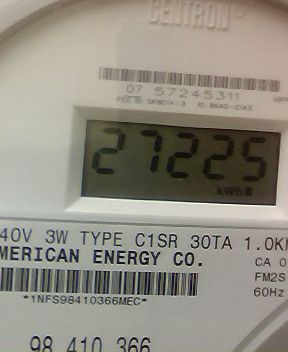 CENTRON®
07 57245311
27225
kWh
40V 3W TYPE C1SR 30TA 1.0K
MERICAN ENERGY CO.
CA 0
FM2S
60Hz
*1NFS98410366MEC*
98 410 366